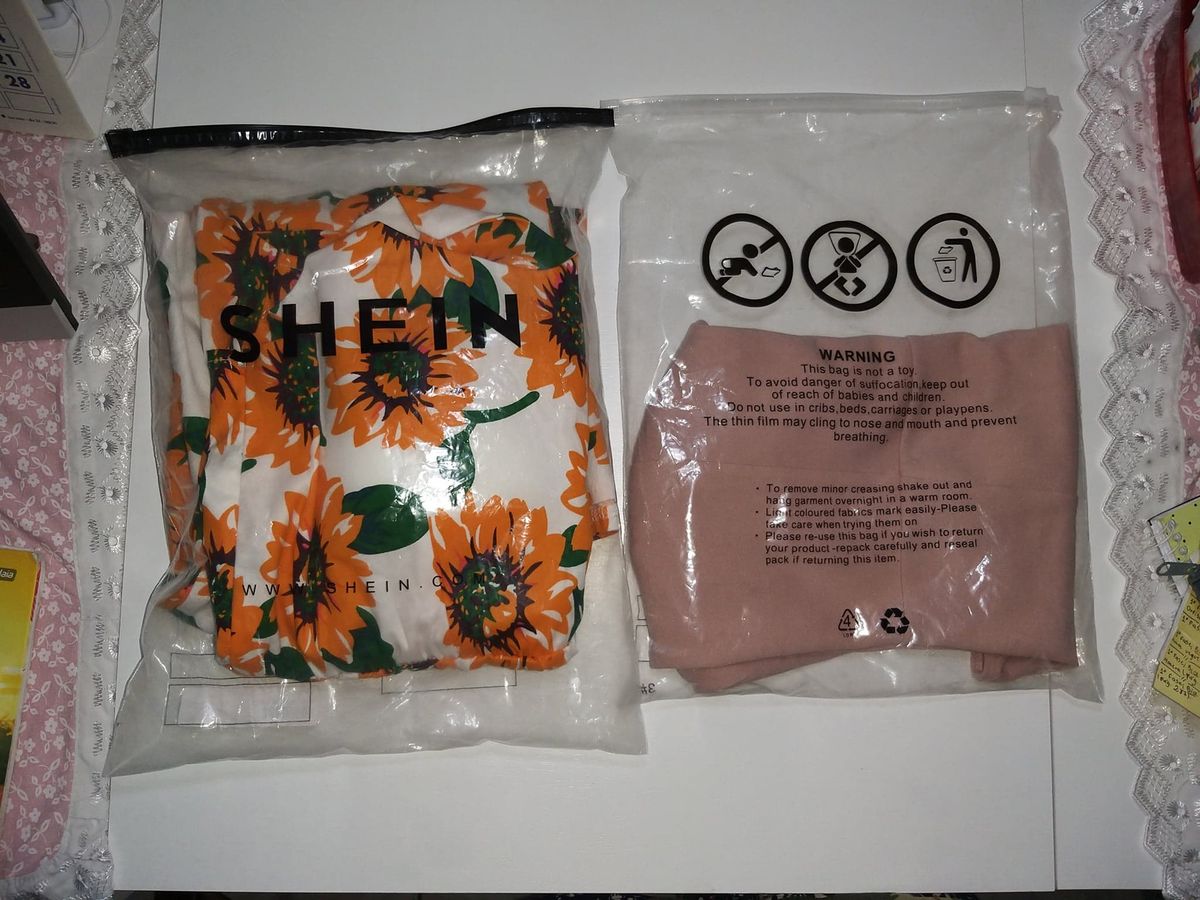 21
28
SHEIN
WWW.SHEIN.COM
WARNING
This bag is not a toy.
To avoid danger of suffocation,keep out
of reach of babies and children.
Do not use in cribs,beds,carriages or playpens.
The thin film may cling to nose and mouth and prevent
breathing.
• To remove minor creasing shake out and
hang garment overnight in a warm room.
• Light coloured fabrics mark easily-Please
take care when trying them on
• Please re-use this bag if you wish to return
your product -repack carefully and reseal
pack if returning this item.
4